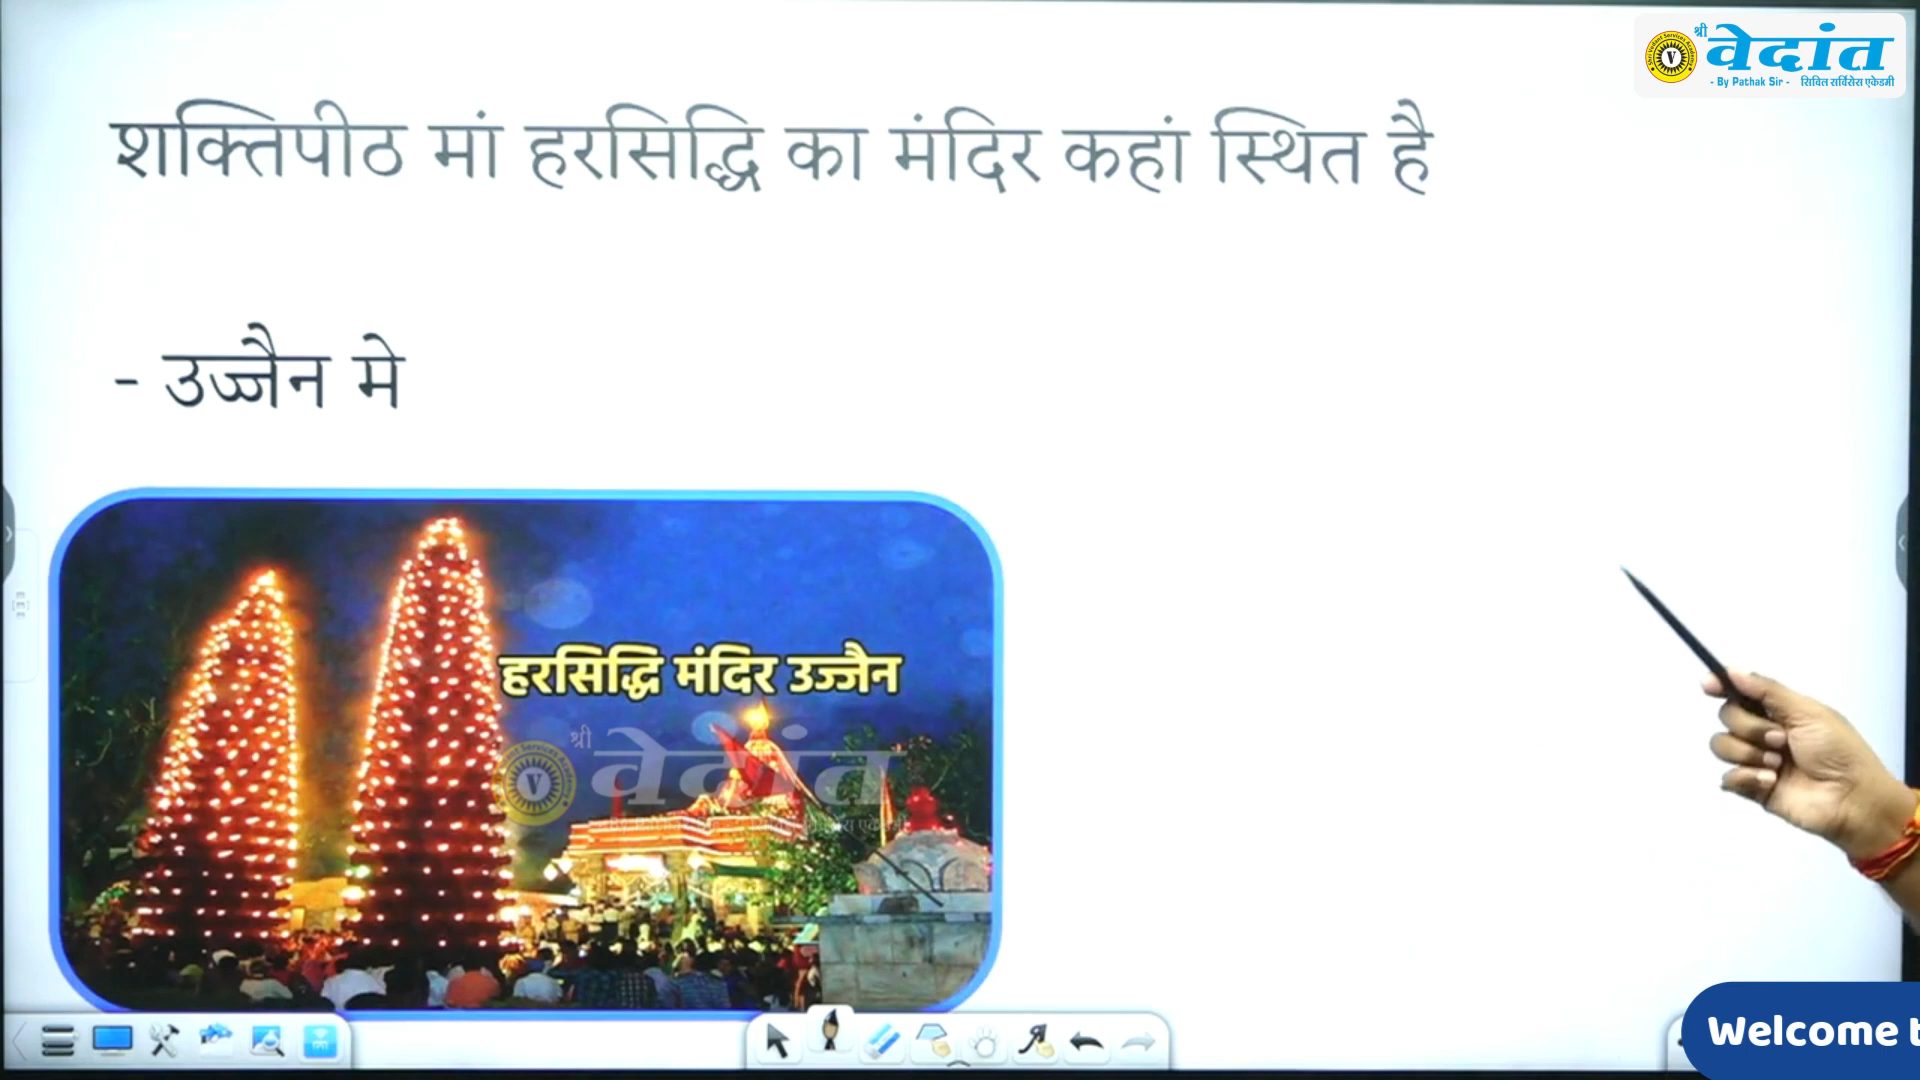 श्री वेदांत
- By Pathak Sir - सिविल सर्विसेस एकेडमी
शक्तिपीठ मां हरसिद्धि का मंदिर कहां स्थित है
- उज्जैन मे
हरसिद्धि मंदिर उज्जैन
श्री वेदांत
Welcome t